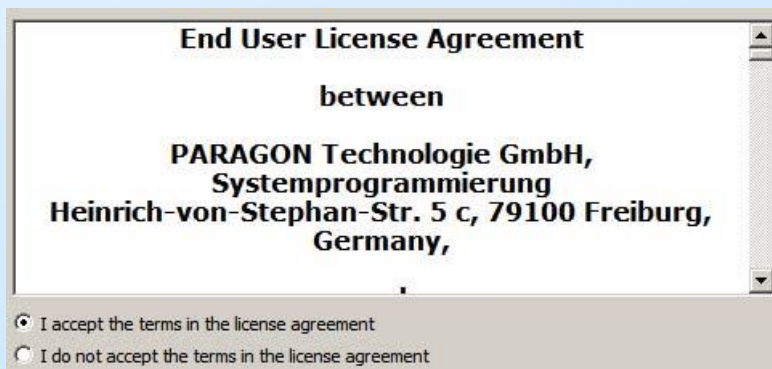 End User License Agreement
between
PARAGON Technologie GmbH,
Systemprogrammierung
Heinrich-von-Stephan-Str. 5 c, 79100 Freiburg,
Germany,
I accept the terms in the license agreement
I do not accept the terms in the license agreement